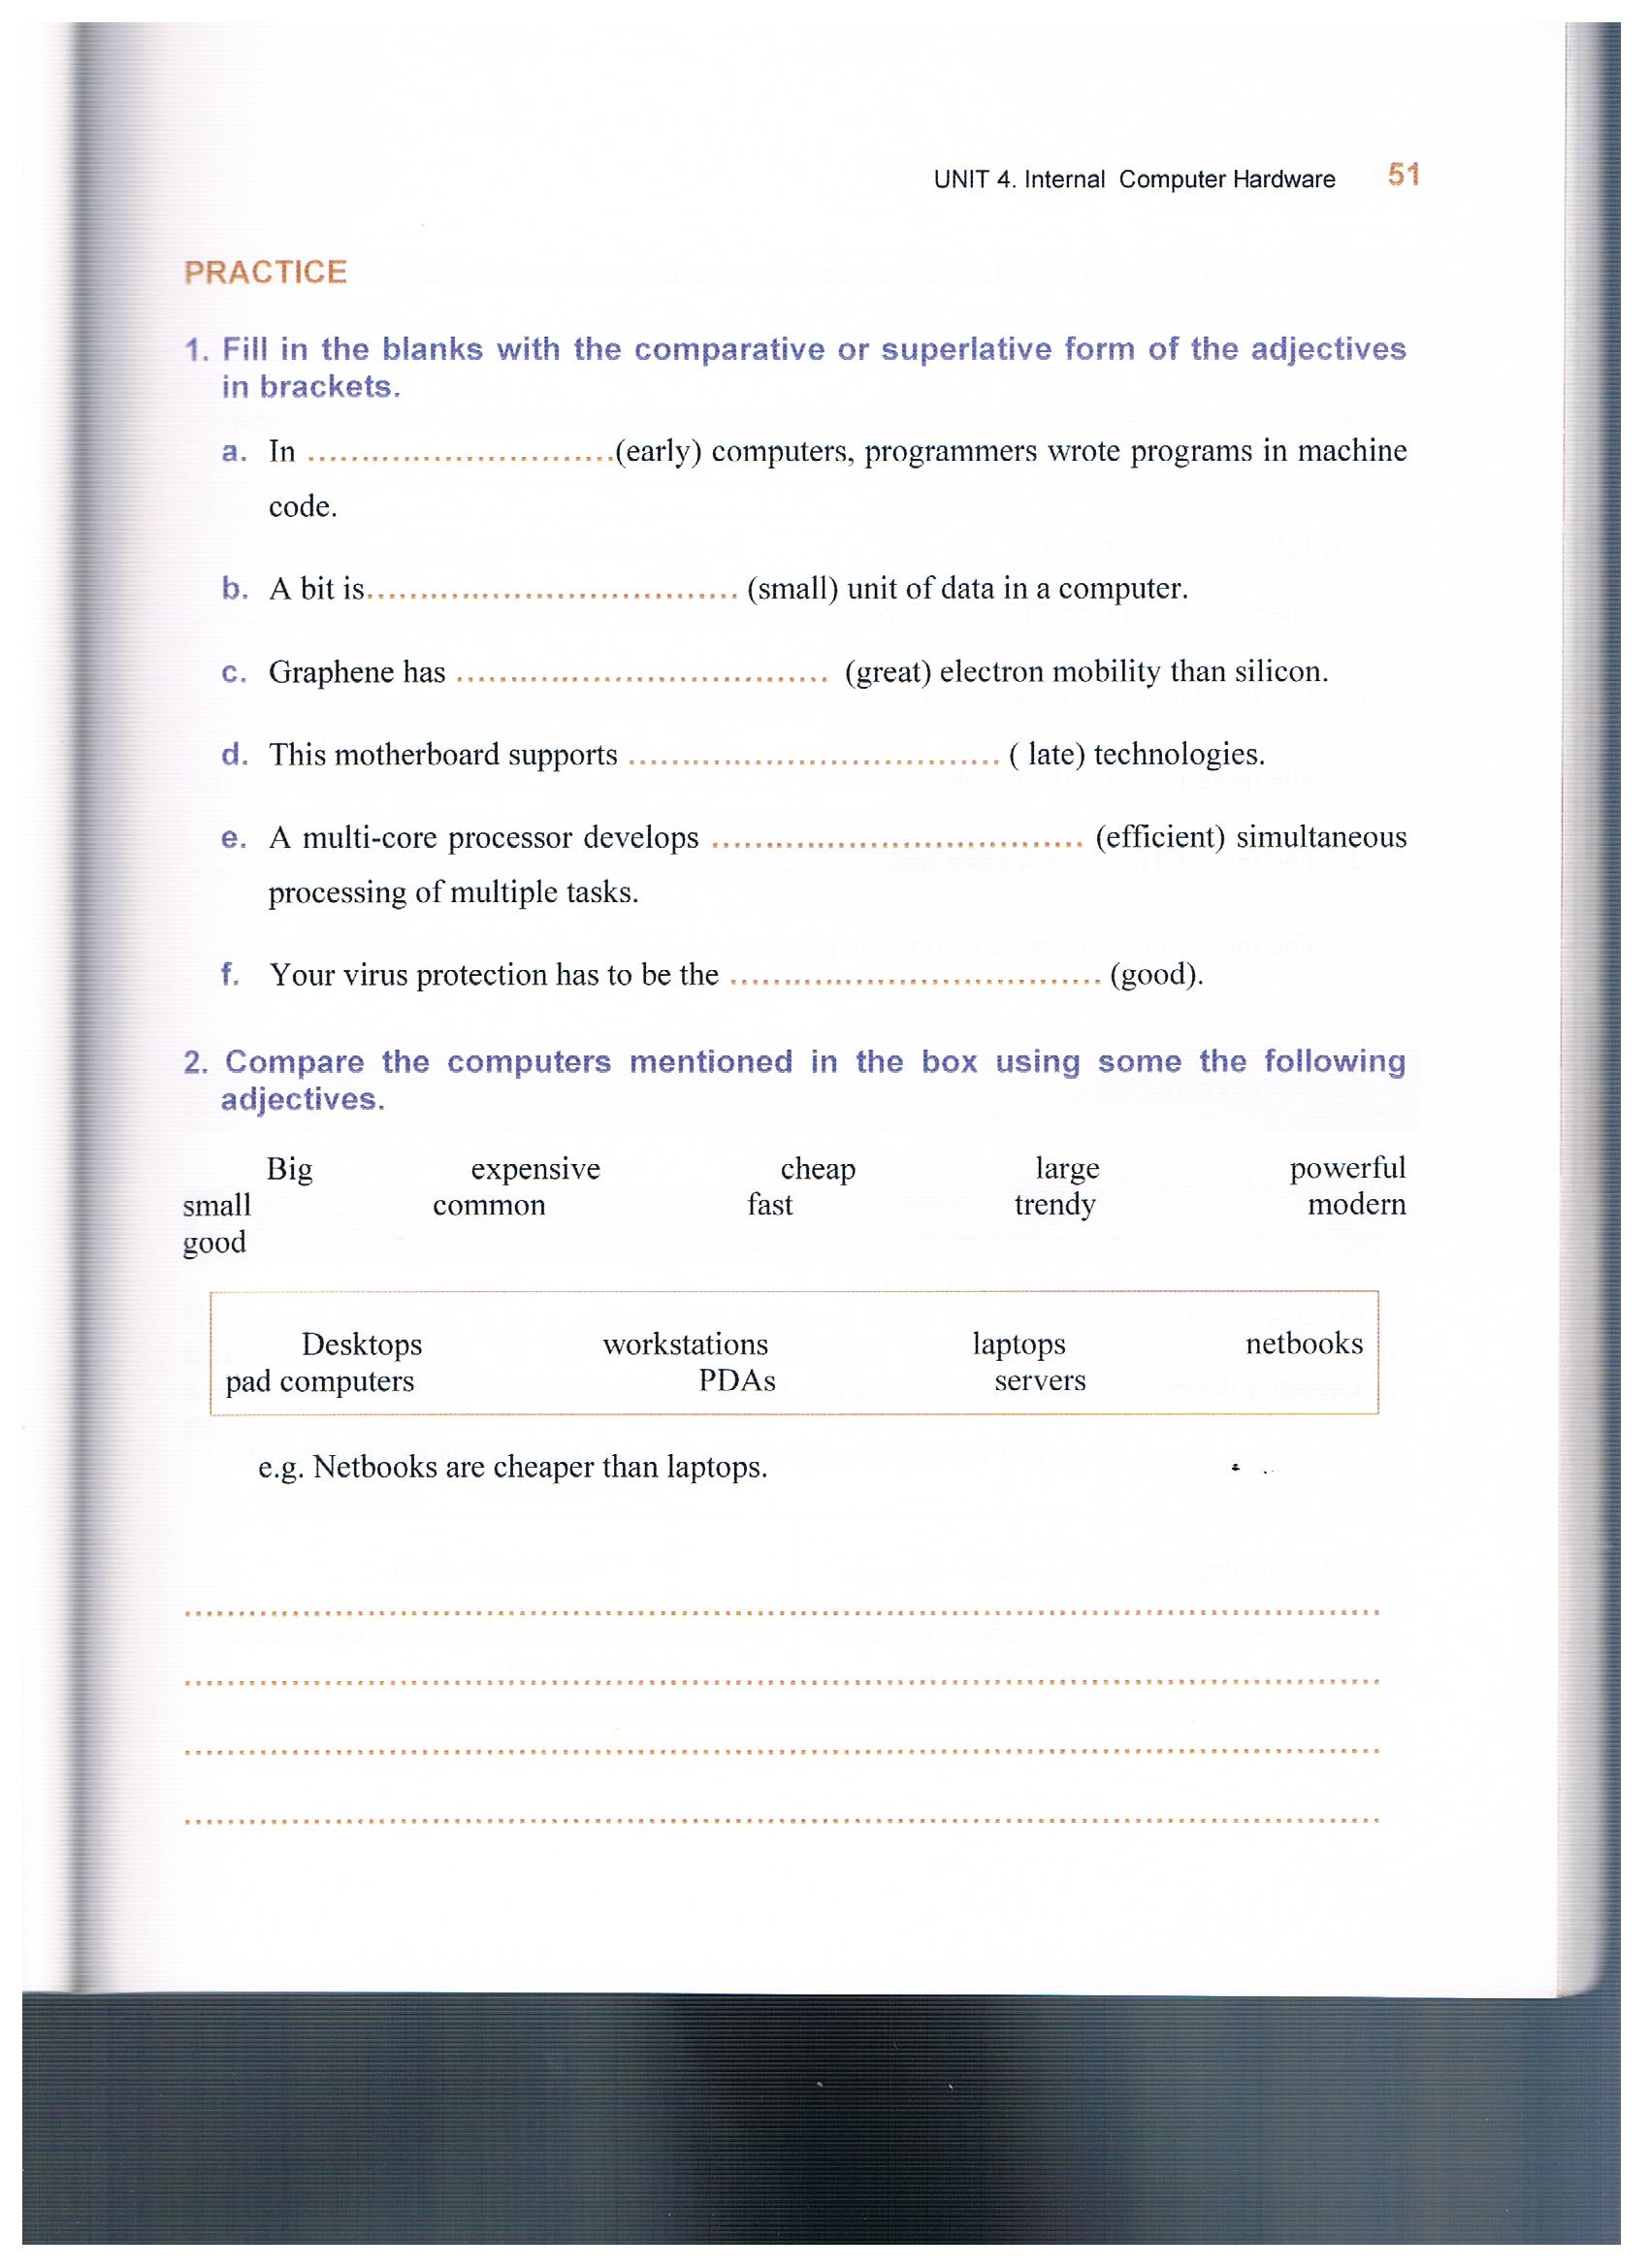 UNIT 4. Internal Computer Hardware 51
PRACTICE
1. Fill in the blanks with the comparative or superlative form of the adjectives
in brackets.
a. In ............................(early) computers, programmers wrote programs in machine
code.
b. A bit is.................................. (small) unit of data in a computer.
c. Graphene has .................................. (great) electron mobility than silicon.
d. This motherboard supports .................................. ( late) technologies.
e. A multi-core processor develops .................................. (efficient) simultaneous
processing of multiple tasks.
f. Your virus protection has to be the .................................. (good).
2. Compare the computers mentioned in the box using some the following
adjectives.
Big expensive cheap large powerful
small common fast trendy modern
good
Desktops workstations laptops netbooks
pad computers PDAs servers
e.g. Netbooks are cheaper than laptops.